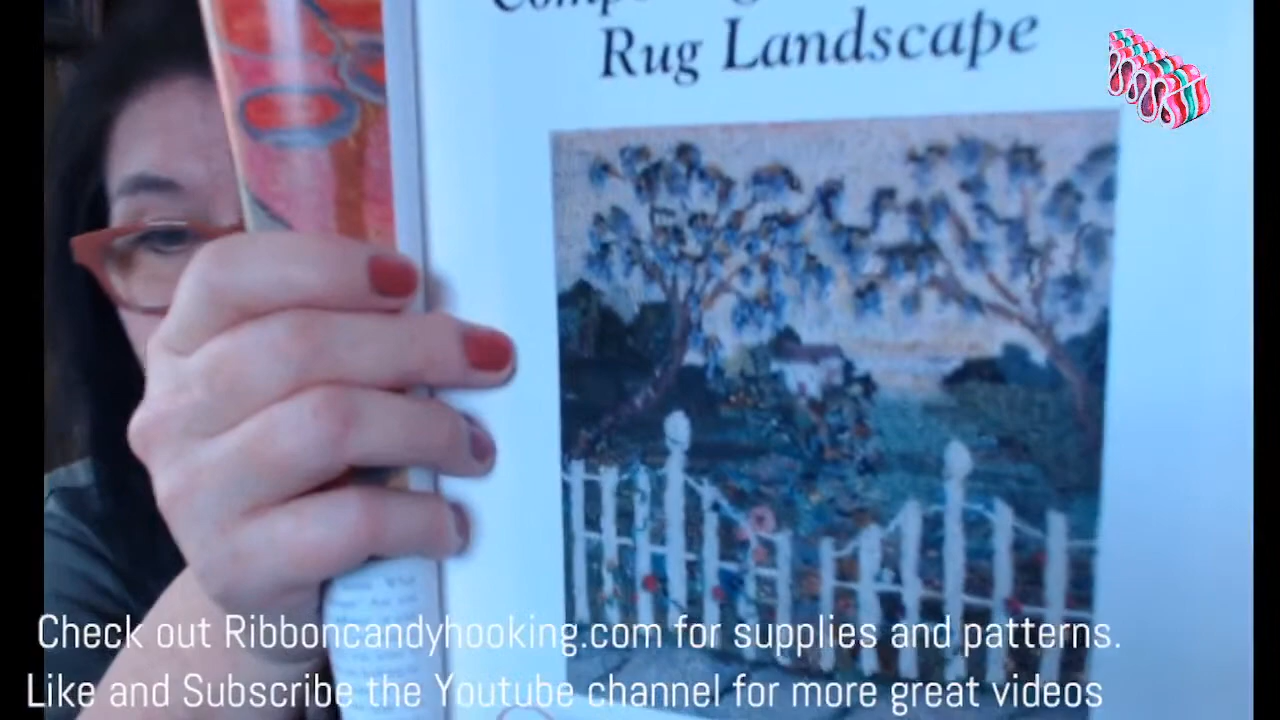 Rug Landscape
Check out Ribboncandyhooking.com for supplies and patterns.
Like and Subscribe the Youtube channel for more great videos